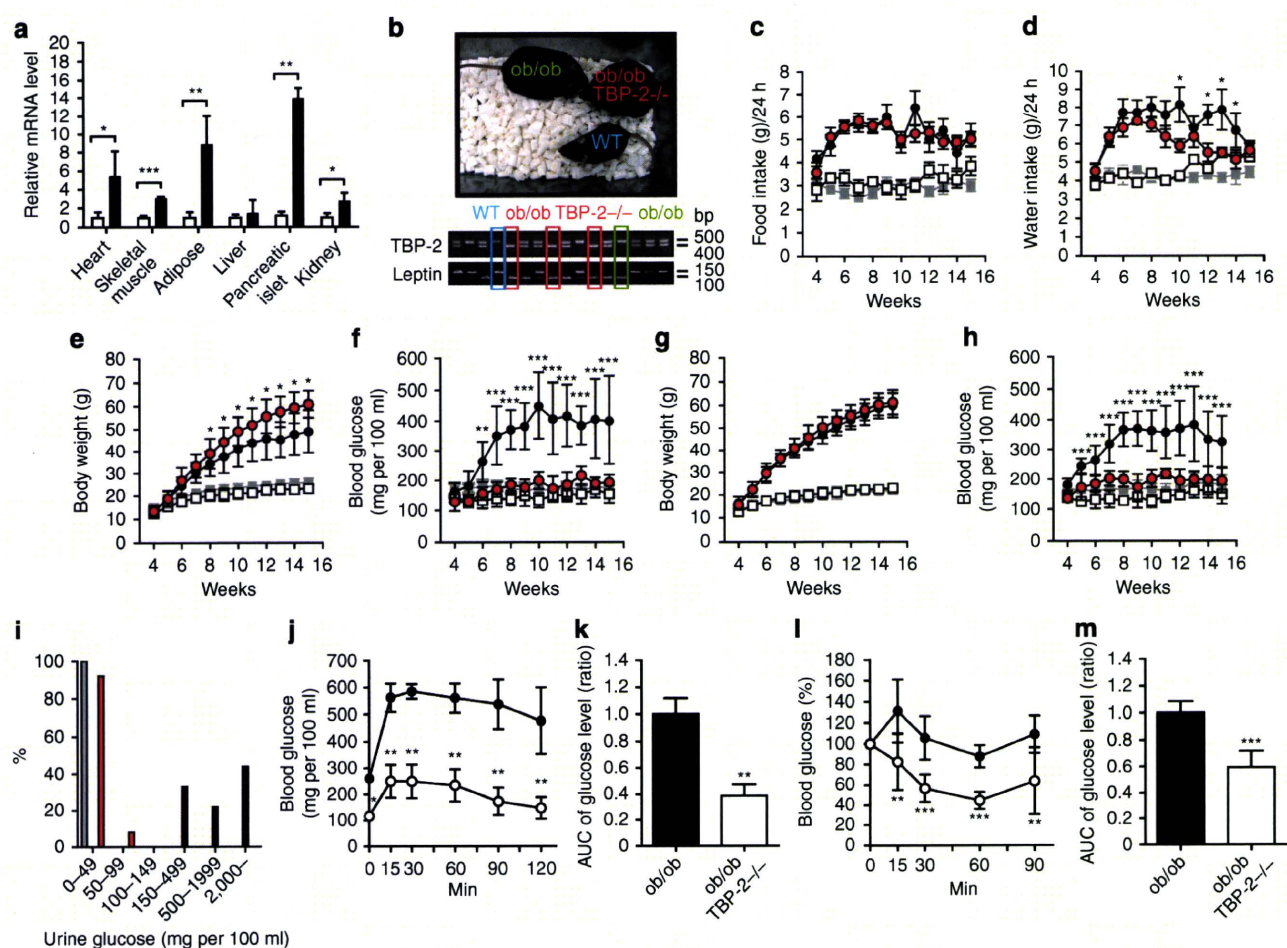 a
20
18
16
14
12
10
8
6
4
2
0
Relative mRNA level
*
***
**
**
*
Heart
Skeletal
muscle
Adipose
Liver
Pancreatic
islet
Kidney
b
ob/ob
ob/ob
TBP-2-/-
WT
WT ob/ob TBP-2–/– ob/ob bp
TBP-2
500
400
Leptin
150
100
c
8
7
6
5
4
3
2
1
0
Food intake (g)/24 h
4 6 8 10 12 14 16
Weeks
d
10
9
8
7
6
5
4
3
2
1
0
Water intake (g)/24 h
* * * *
4 6 8 10 12 14 16
Weeks
e
80
70
60
50
40
30
20
10
0
Body weight (g)
* * * * * * * *
4 6 8 10 12 14 16
Weeks
f
600
500
400
300
200
100
0
Blood glucose
(mg per 100 ml)
** *** *** *** *** *** *** *** *** ***
4 6 8 10 12 14 16
Weeks
g
80
70
60
50
40
30
20
10
0
Body weight (g)
4 6 8 10 12 14 16
Weeks
h
600
500
400
300
200
100
0
Blood glucose
(mg per 100 ml)
*** *** *** *** *** *** *** *** *** *** ***
4 6 8 10 12 14 16
Weeks
i
100
80
60
40
20
0
%
0–49
50–99
100–149
150–499
500–1999
2,000–
Urine glucose (mg per 100 ml)
j
700
600
500
400
300
200
100
0
Blood glucose
(mg per 100 ml)
* ** ** ** ** **
0 15 30 60 90 120
Min
k
1.4
1.2
1.0
0.8
0.6
0.4
0.2
0
AUC of glucose level (ratio)
**
ob/ob
ob/ob
TBP-2–/–
l
180
160
140
120
100
80
60
40
20
0
Blood glucose (%)
** *** *** **
0 15 30 60 90
Min
m
1.4
1.2
1.0
0.8
0.6
0.4
0.2
0
AUC of glucose level (ratio)
***
ob/ob
ob/ob
TBP-2–/–